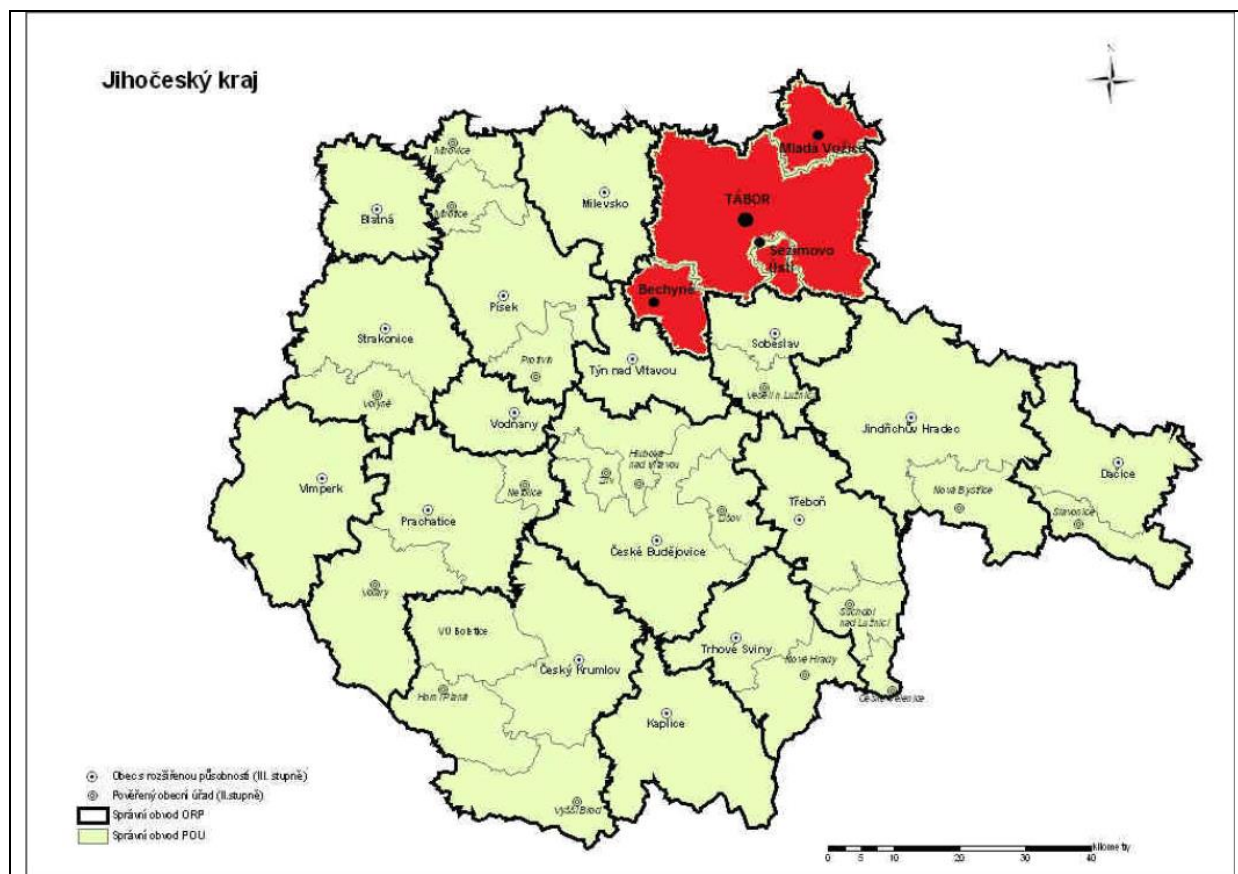 Jihočeský kraj
N
Mirovice
Mladá Vožice
Mirotice
Milevsko
Blatná
TÁBOR
Sezimovo
Ústí
Bechyně
Písek
Strakonice
Protivín
Soběslav
Týn nad Vltavou
Veselí n.Lužnicí
Volyně
Vodňany
Jindřichův Hradec
Hluboká
nad Vltavou
Dačice
Vimperk
Zliv
Netolice
Nová Bystřice
Prachatice
Lišov
Třeboň
Slavonice
České Budějovice
Volary
Suchdol
nad Lužnicí
VÚ Boletice
Trhové Sviny
Český Krumlov
Nové Hrady
Horní Planá
České Velenice
Kaplice
Vyšší Brod
Obec s rozšířenou působností (III. stupně)
Pověřený obecní úřad (II.stupně)
Správní obvod ORP
Správní obvod POU
kilometry
0 5 10 20 30 40